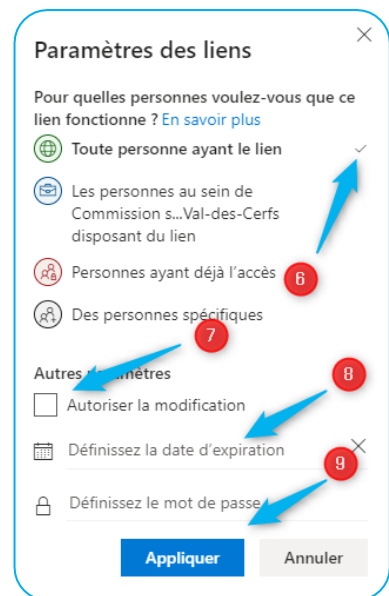 Paramètres des liens
Pour quelles personnes voulez-vous que ce
lien fonctionne ? En savoir plus
Toute personne ayant le lien
Les personnes au sein de
Commission s...Val-des-Cerfs
disposant du lien
Personnes ayant déjà l'accès
6
Des personnes spécifiques
7
Autres paramètres
8
Autoriser la modification
Définissez la date d'expiration
9
Définissez le mot de passe
Appliquer Annuler